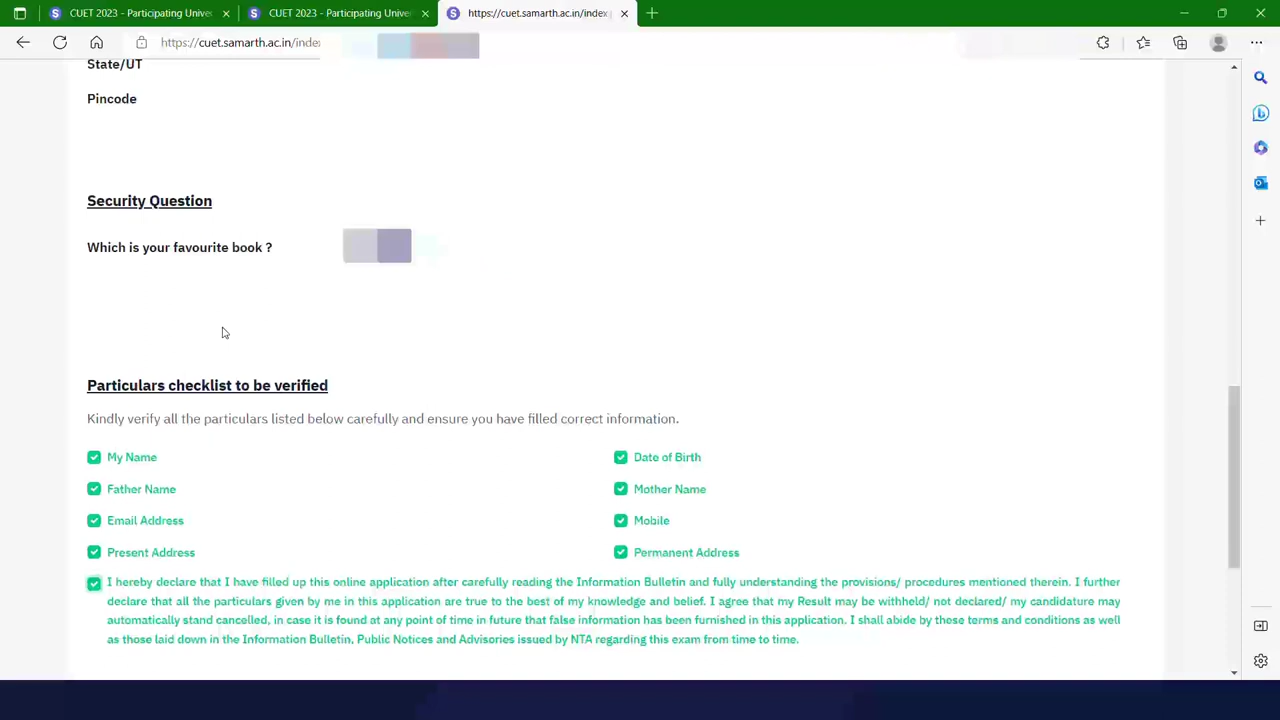 CUET 2023 - Participating Univer
CUET 2023 - Participating Univer
https://cuet.samarth.ac.in/index.p
https://cuet.samarth.ac.in/index
State/UT
Pincode
Security Question
Which is your favourite book ?
Particulars checklist to be verified
Kindly verify all the particulars listed below carefully and ensure you have filled correct information.
My Name
Date of Birth
Father Name
Mother Name
Email Address
Mobile
Present Address
Permanent Address
I hereby declare that I have filled up this online application after carefully reading the Information Bulletin and fully understanding the provisions/ procedures mentioned therein. I further
declare that all the particulars given by me in this application are true to the best of my knowledge and belief. I agree that my Result may be withheld/ not declared/ my candidature may
automatically stand cancelled, in case it is found at any point of time in future that false information has been furnished in this application. I shall abide by these terms and conditions as well
as those laid down in the Information Bulletin, Public Notices and Advisories issued by NTA regarding this exam from time to time.